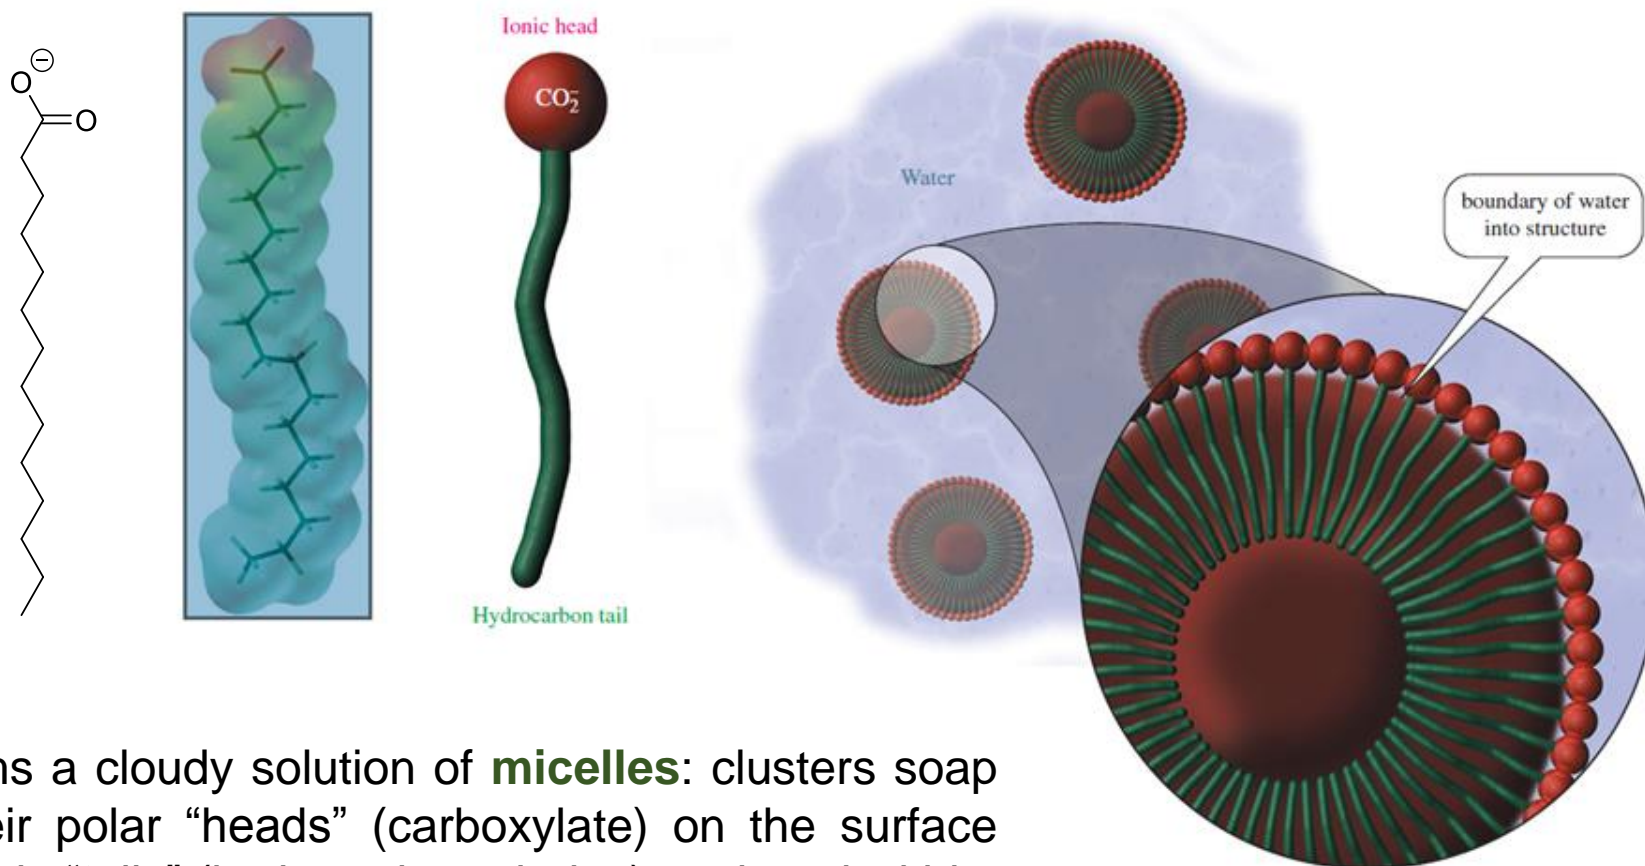 Ionic head
O
⊖
O
CO₂⁻
Hydrocarbon tail
Water
boundary of water
into structure
ns a cloudy solution of micelles: clusters soap
eir polar “heads” (carboxylate) on the surface